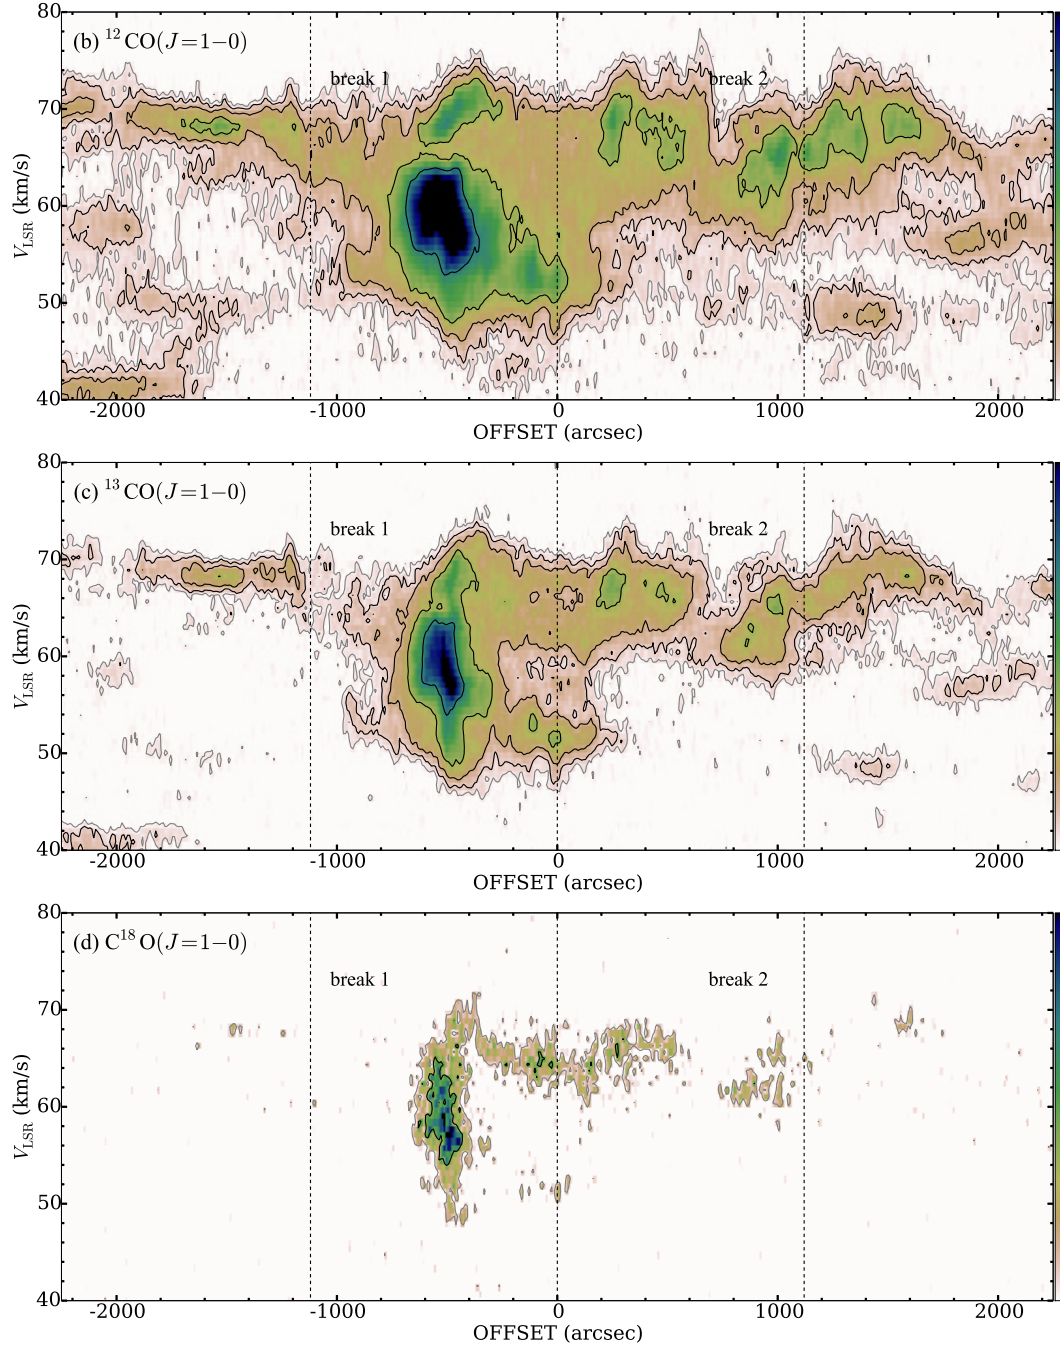 80
(b) ¹²CO(J=1−0)
break 1
break 2
70
60
50
40
V_LSR (km/s)
-2000 -1000 0 1000 2000
OFFSET (arcsec)
80
(c) ¹³CO(J=1−0)
break 1
break 2
70
60
50
40
V_LSR (km/s)
-2000 -1000 0 1000 2000
OFFSET (arcsec)
80
(d) C¹⁸O(J=1−0)
break 1
break 2
70
60
50
40
V_LSR (km/s)
-2000 -1000 0 1000 2000
OFFSET (arcsec)